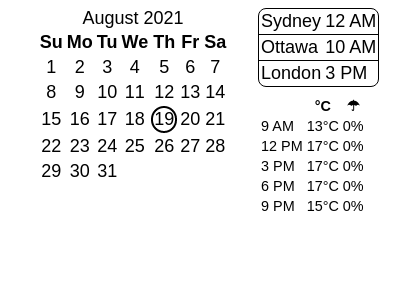 August 2021
Su Mo Tu We Th Fr Sa
1 2 3 4 5 6 7
8 9 10 11 12 13 14
15 16 17 18 19 20 21
22 23 24 25 26 27 28
29 30 31
Sydney 12 AM
Ottawa 10 AM
London 3 PM
°C ☂
9 AM 13°C 0%
12 PM 17°C 0%
3 PM 17°C 0%
6 PM 17°C 0%
9 PM 15°C 0%